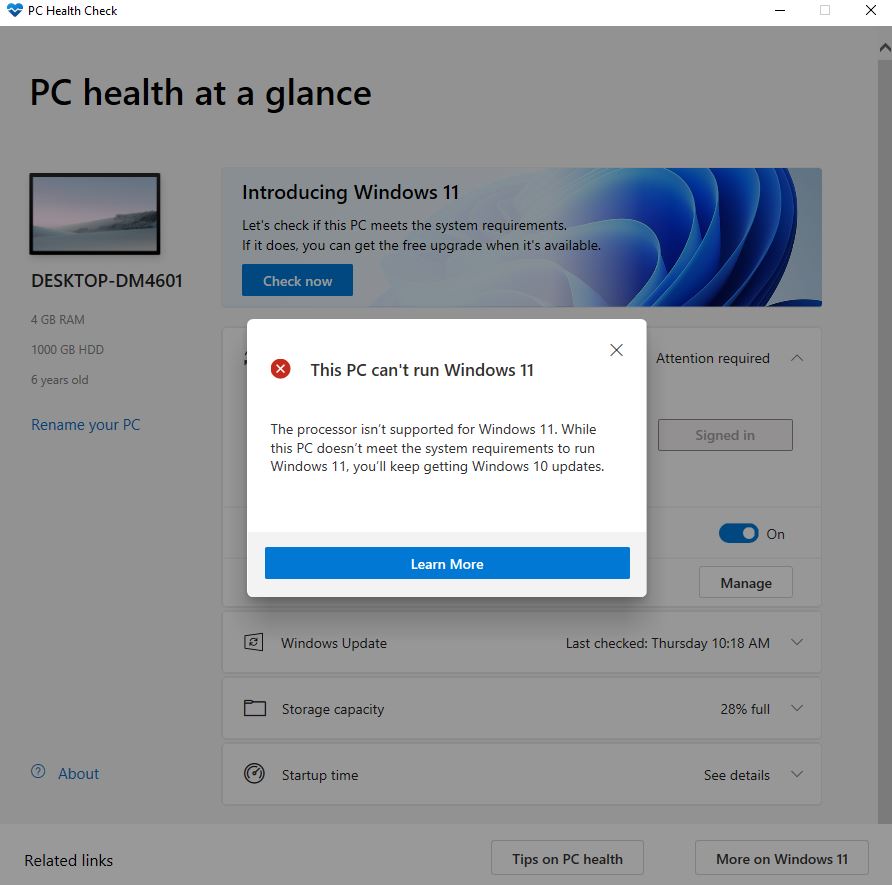 PC Health Check
PC health at a glance
DESKTOP-DM4601
4 GB RAM
1000 GB HDD
6 years old
Rename your PC
Introducing Windows 11
Let's check if this PC meets the system requirements.
If it does, you can get the free upgrade when it's available.
Check now
Attention required
Signed in
On
Manage
This PC can't run Windows 11
The processor isn’t supported for Windows 11. While
this PC doesn’t meet the system requirements to run
Windows 11, you’ll keep getting Windows 10 updates.
Learn More
Windows Update
Last checked: Thursday 10:18 AM
Storage capacity
28% full
Startup time
See details
About
Related links
Tips on PC health
More on Windows 11